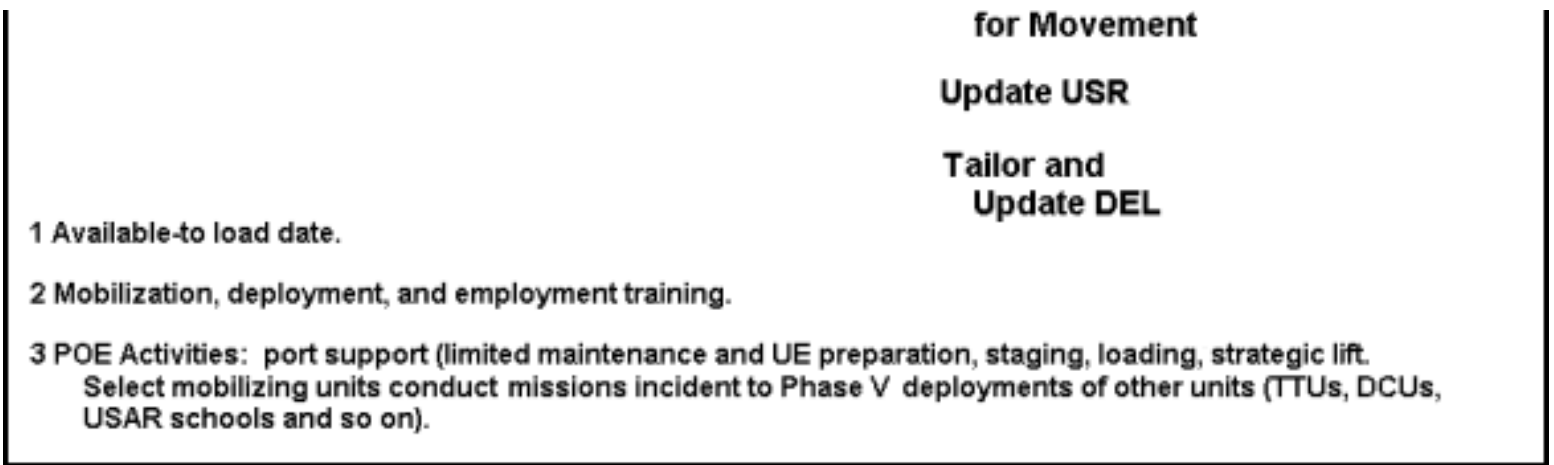 for Movement
Update USR
Tailor and
Update DEL
1 Available-to load date.
2 Mobilization, deployment, and employment training.
3 POE Activities:  port support (limited maintenance and UE preparation, staging, loading, strategic lift.
Select mobilizing units conduct missions incident to Phase V deployments of other units (TTUs, DCUs,
USAR schools and so on).